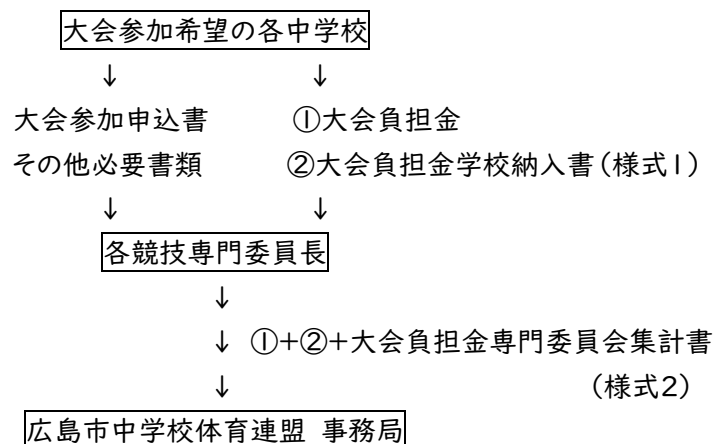 大会参加希望の各中学校
↓ ↓
大会参加申込書 ①大会負担金
その他必要書類 ②大会負担金学校納入書(様式1)
↓ ↓
各競技専門委員長
↓
↓ ①+②+大会負担金専門委員会集計書
↓ (様式2)
広島市中学校体育連盟 事務局